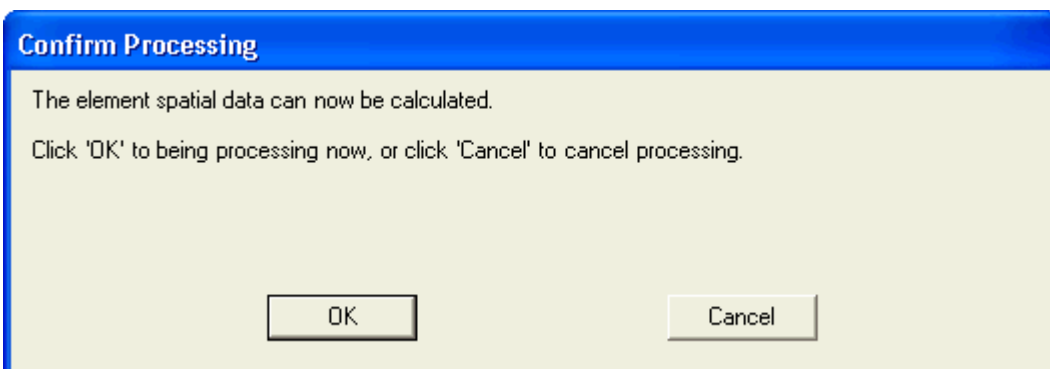 Confirm Processing
The element spatial data can now be calculated.
Click 'OK' to being processing now, or click 'Cancel' to cancel processing.
OK
Cancel